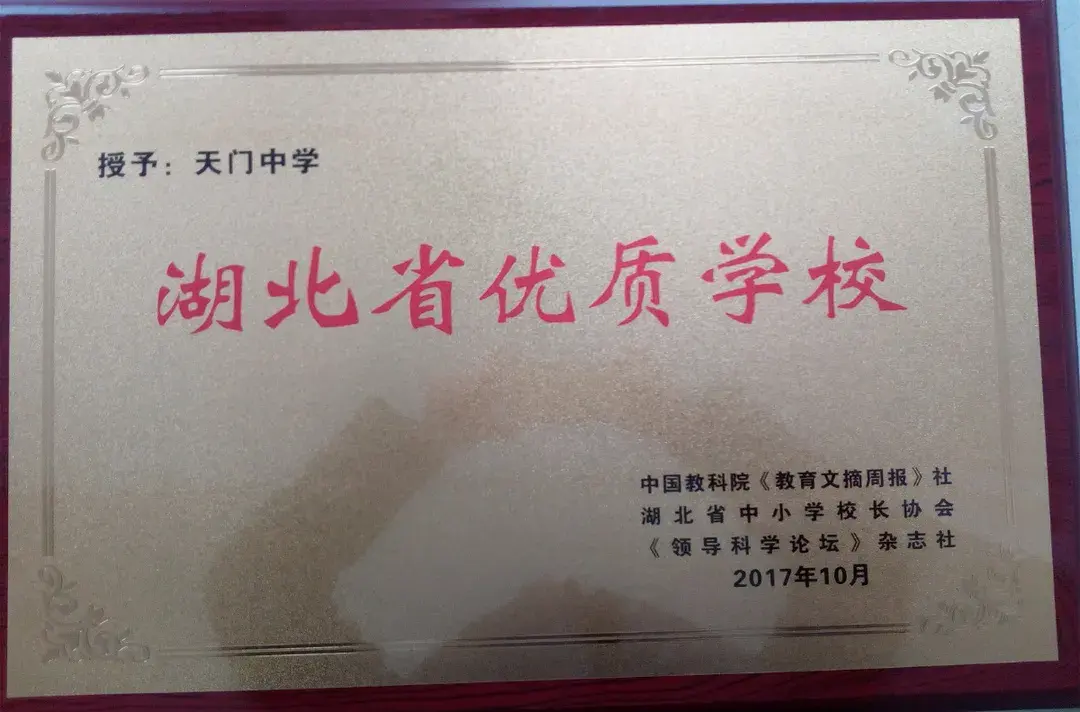 授予：天门中学
湖北省优质学校
中国教科院《教育文摘周报》社
湖北省中小学校长协会
《领导科学论坛》杂志社
2017年10月